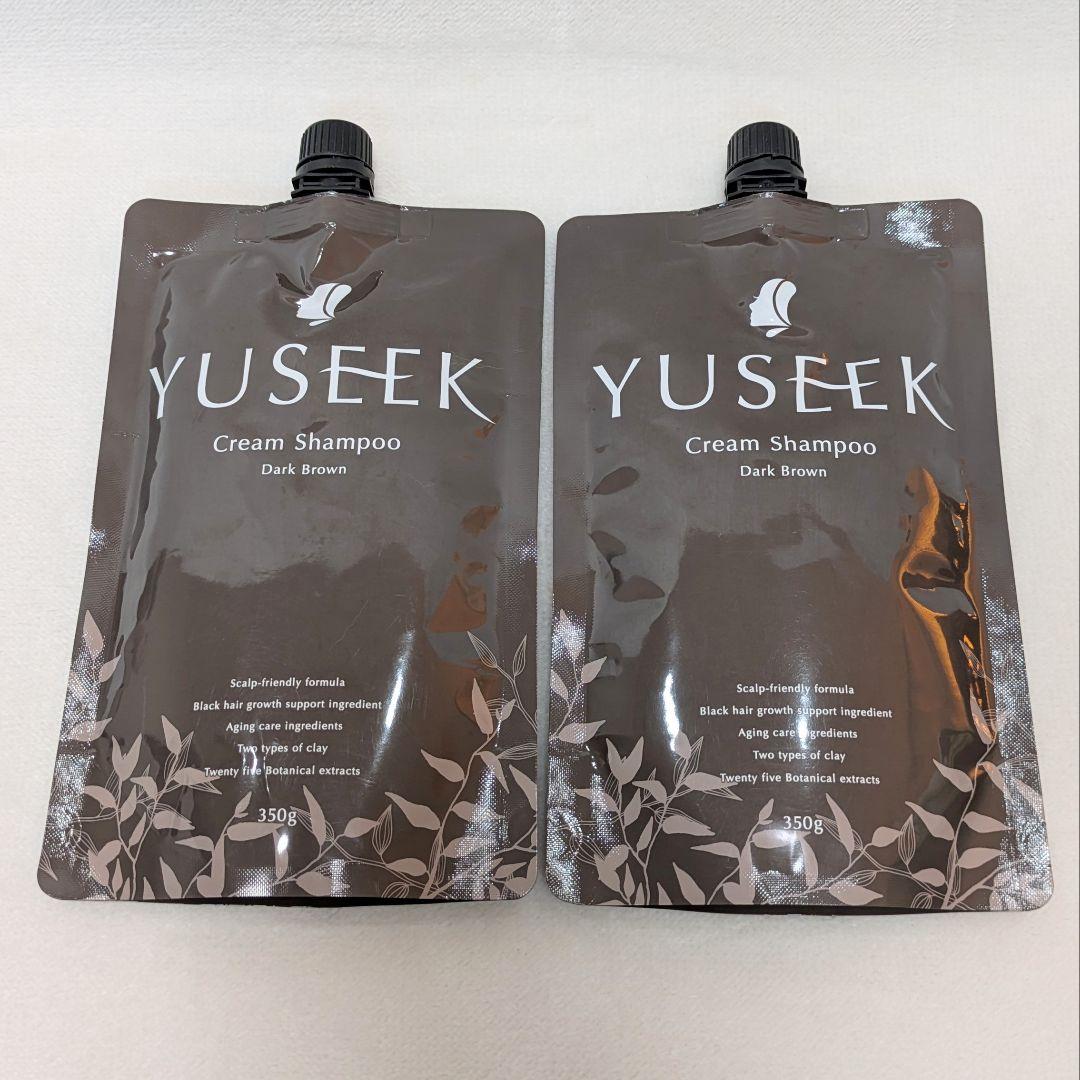 YUSEEK
Cream Shampoo
Dark Brown
Scalp-friendly formula
Black hair growth support ingredient
Aging care ingredients
Two types of clay
Twenty five Botanical extracts
350g
YUSEEK
Cream Shampoo
Dark Brown
Scalp-friendly formula
Black hair growth support ingredient
Aging care ingredients
Two types of clay
Twenty five Botanical extracts
350g